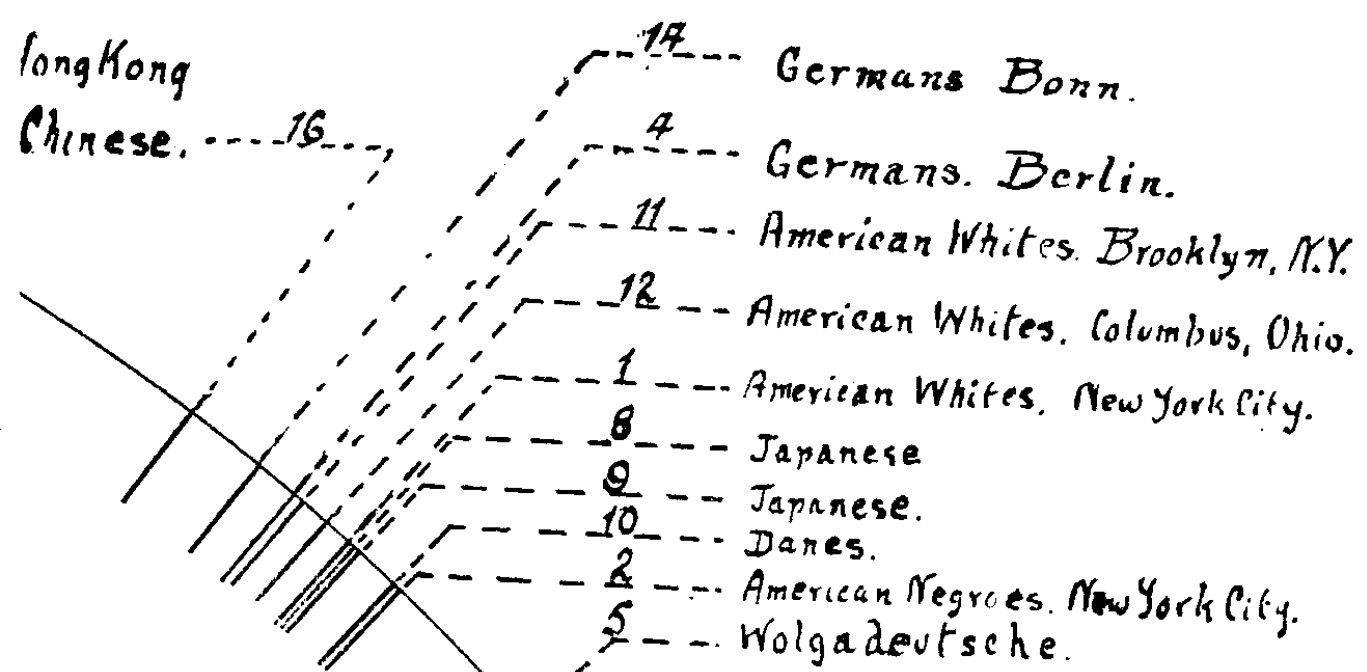 HongKong
Chinese. 16
14 Germans Bonn.
4 Germans. Berlin.
11 American Whites. Brooklyn, N.Y.
12 American Whites. Columbus, Ohio.
1 American Whites. New York City.
8 Japanese
9 Japanese.
10 Danes.
2 American Negroes. New York City.
5 Wolgadeutsche.